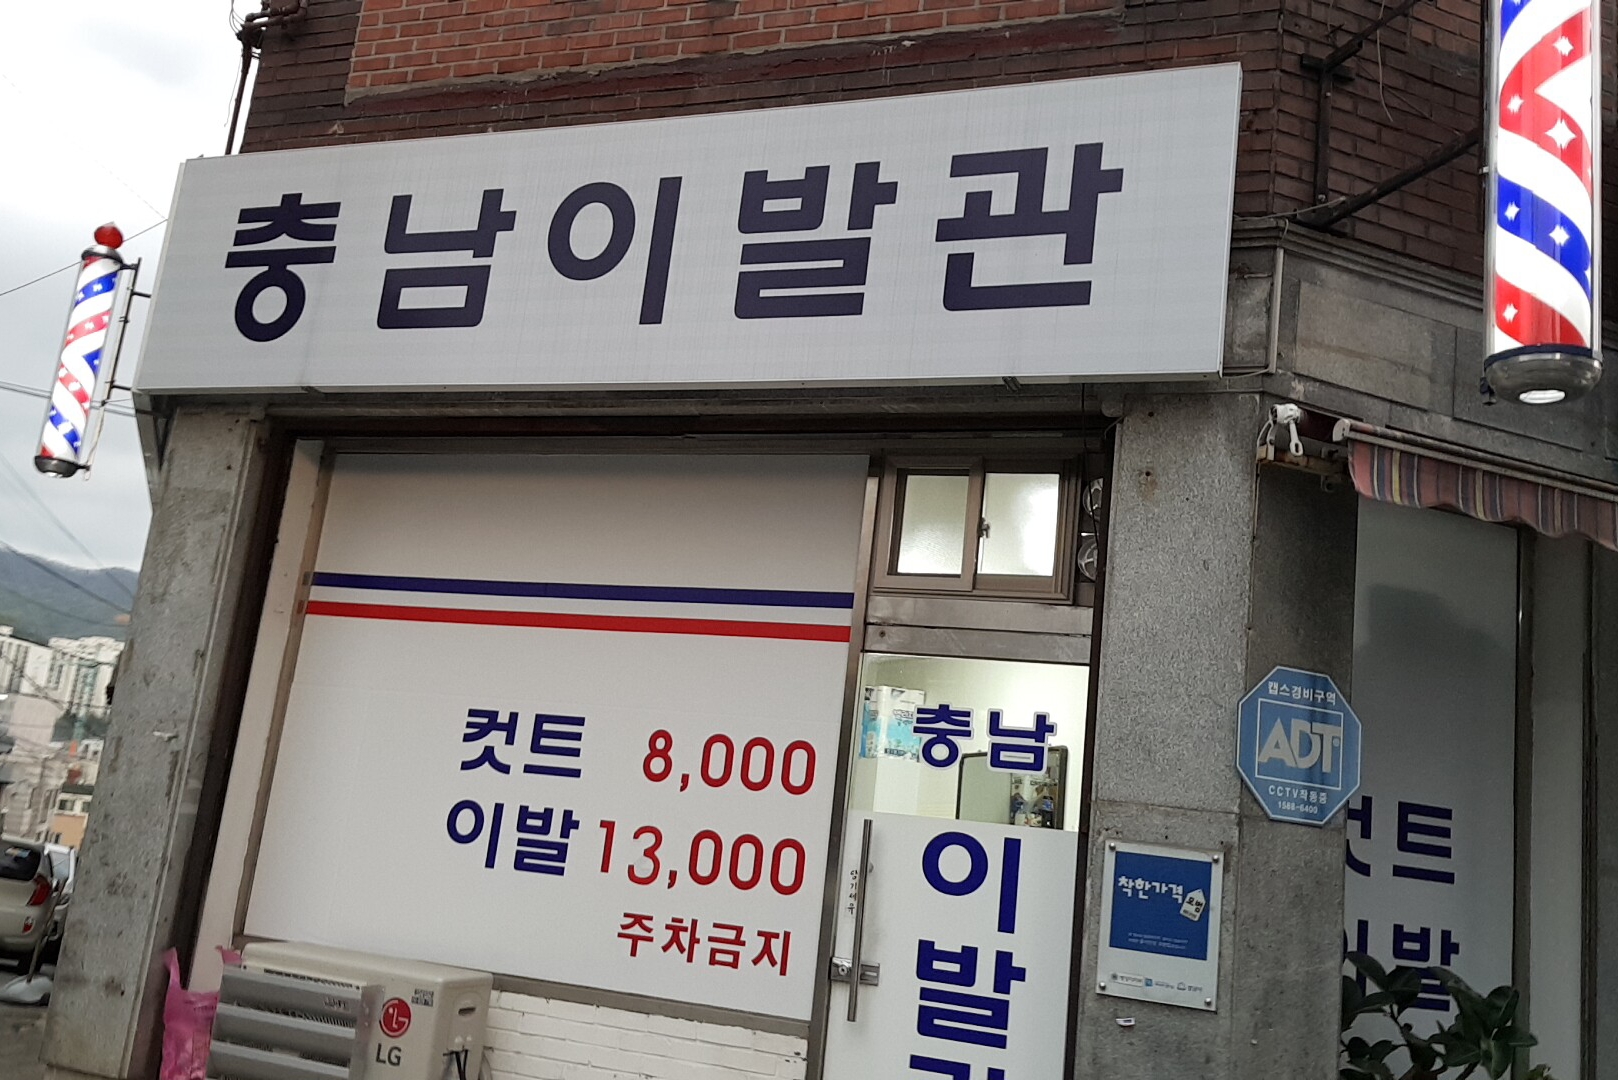 충남이발관
컷트 8,000
이발 13,000
주차금지
LG
충남
이
발
캡스경비구역
ADT
CCTV작동중
1588-6400
착한가격
모범
컷트
이발